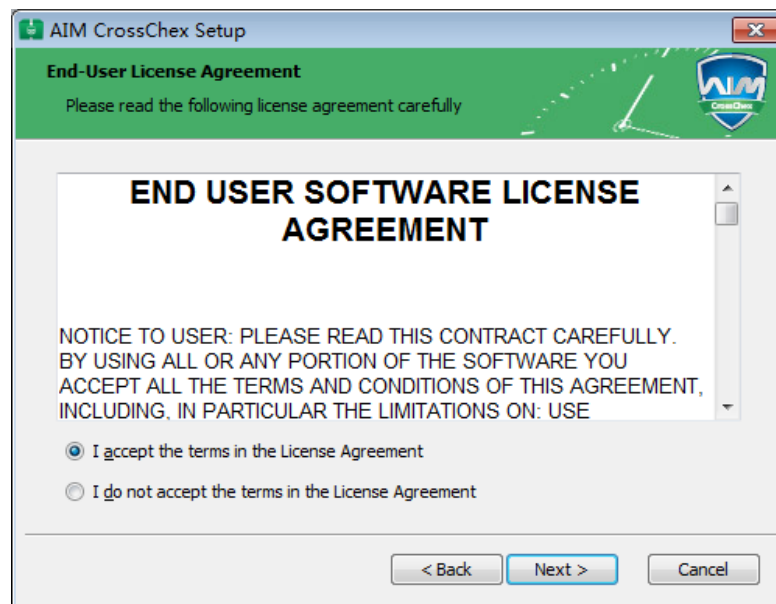 AIM CrossChex Setup
End-User License Agreement
Please read the following license agreement carefully
AIM
CrossChex
END USER SOFTWARE LICENSE
AGREEMENT
NOTICE TO USER: PLEASE READ THIS CONTRACT CAREFULLY.
BY USING ALL OR ANY PORTION OF THE SOFTWARE YOU
ACCEPT ALL THE TERMS AND CONDITIONS OF THIS AGREEMENT,
INCLUDING, IN PARTICULAR THE LIMITATIONS ON: USE
I accept the terms in the License Agreement
I do not accept the terms in the License Agreement
< Back
Next >
Cancel